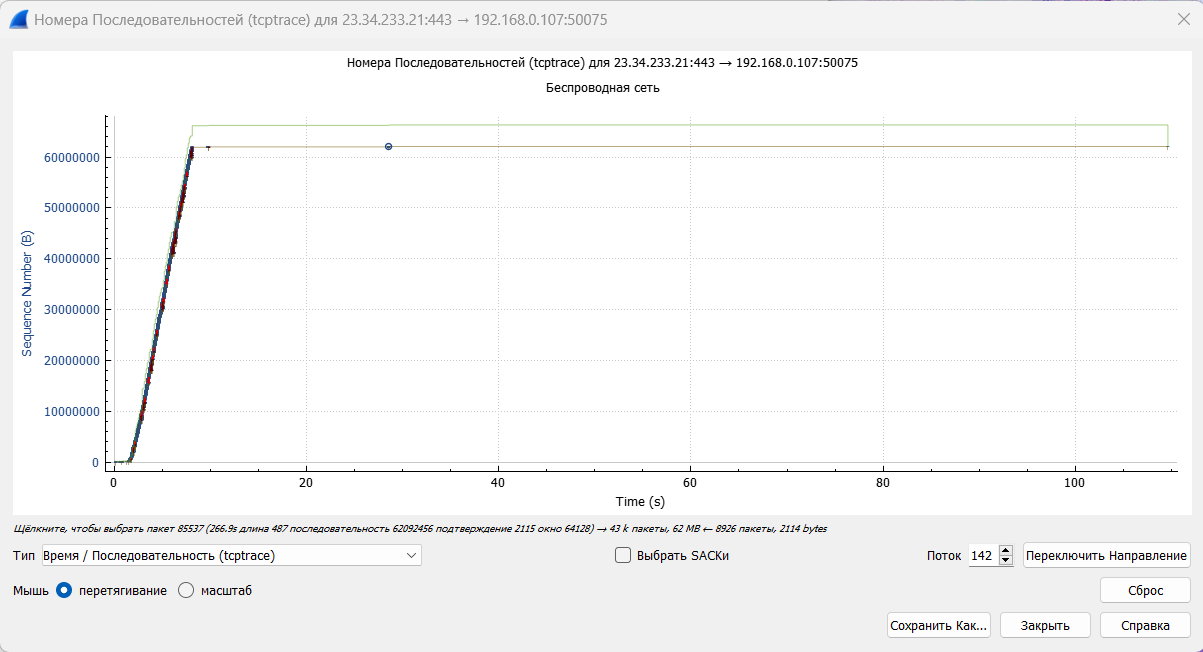 Номера Последовательностей (tcptrace) для 23.34.233.21:443 → 192.168.0.107:50075
Номера Последовательностей (tcptrace) для 23.34.233.21:443 → 192.168.0.107:50075
Беспроводная сеть
60000000
50000000
40000000
30000000
20000000
10000000
0
Sequence Number (B)
0 20 40 60 80 100
Time (s)
Щёлкните, чтобы выбрать пакет 85537 (266.9s длина 487 последовательность 62092456 подтверждение 2115 окно 64128) → 43 k пакеты, 62 MB ← 8926 пакеты, 2114 bytes
Тип Время / Последовательность (tcptrace) Выбрать SACKи Поток 142 Переключить Направление
Мышь перетягивание масштаб Сброс
Сохранить Как... Закрыть Справка